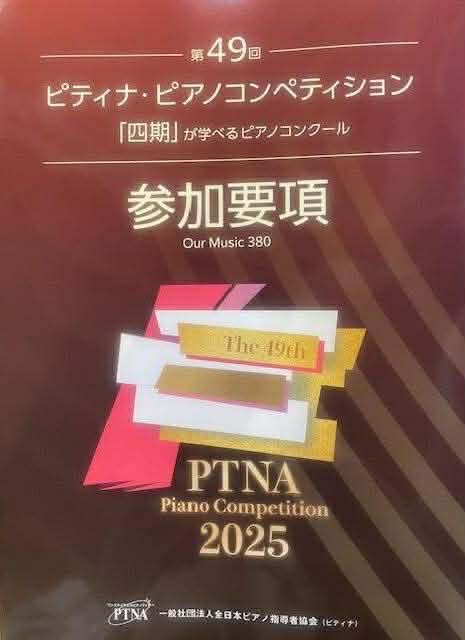 第49回
ピティナ・ピアノコンペティション
「四期」が学べるピアノコンクール
参加要項
Our Music 380
The 49th
PTNA
Piano Competition
2025
PTNA
一般社団法人全日本ピアノ指導者協会（ピティナ）